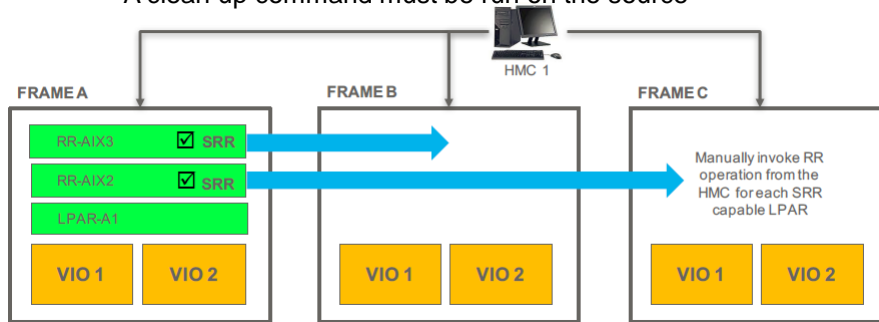 A clean up command must be run on the source
HMC 1
FRAME A
FRAME B
FRAME C
RR-AIX3 ☑ SRR
RR-AIX2 ☑ SRR
LPAR-A1
Manually invoke RR
operation from the
HMC for each SRR
capable LPAR
VIO 1 VIO 2
VIO 1 VIO 2
VIO 1 VIO 2